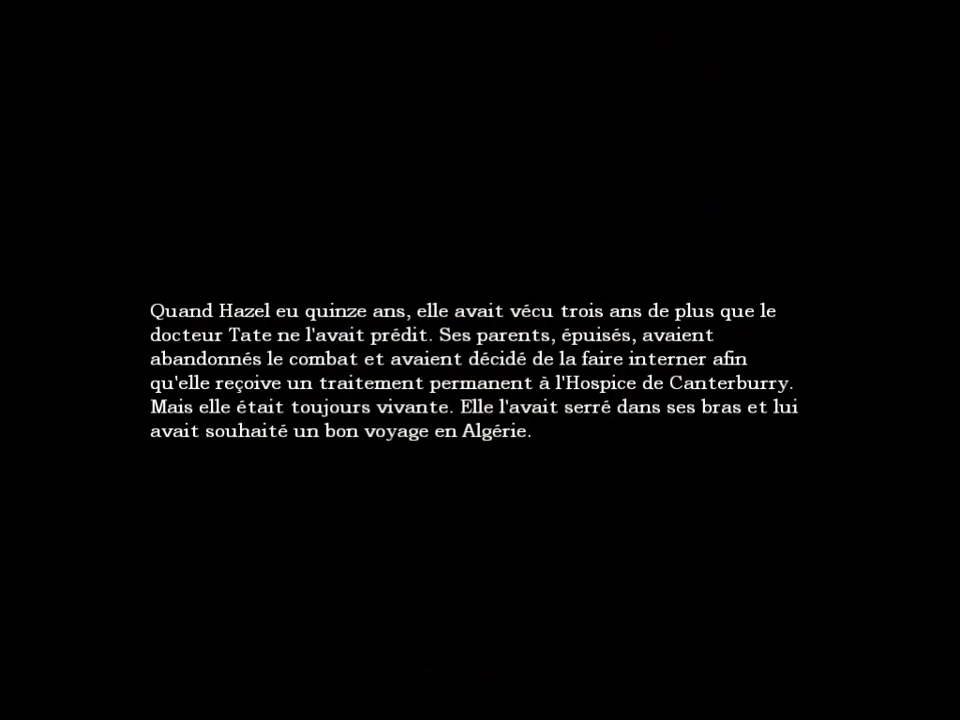 Quand Hazel eu quinze ans, elle avait vécu trois ans de plus que le
docteur Tate ne l'avait prédit. Ses parents, épuisés, avaient
abandonnés le combat et avaient décidé de la faire interner afin
qu'elle reçoive un traitement permanent à l'Hospice de Canterburry.
Mais elle était toujours vivante. Elle l'avait serré dans ses bras et lui
avait souhaité un bon voyage en Algérie.